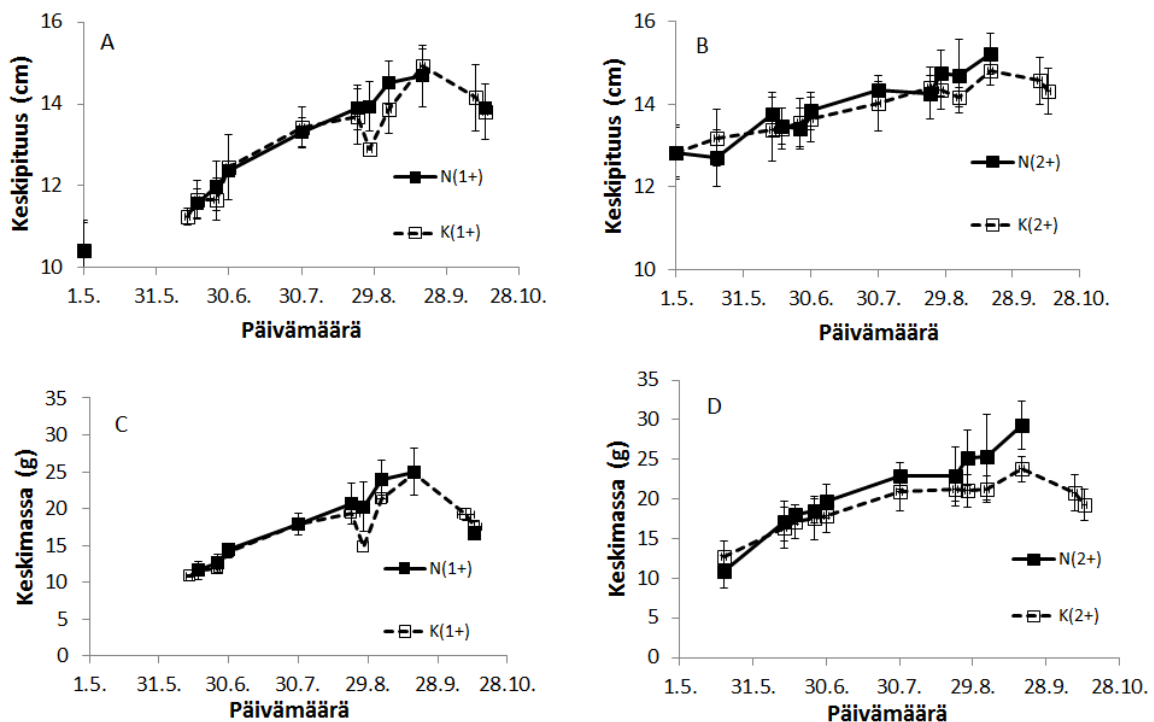 A
Keskipituus (cm)
16
14
12
10
N(1+)
K(1+)
1.5.
31.5.
30.6.
30.7.
29.8.
28.9.
28.10.
Päivämäärä
B
Keskipituus (cm)
16
14
12
10
N(2+)
K(2+)
1.5.
31.5.
30.6.
30.7.
29.8.
28.9.
28.10.
Päivämäärä
C
Keskimassa (g)
35
30
25
20
15
10
5
0
N(1+)
K(1+)
1.5.
31.5.
30.6.
30.7.
29.8.
28.9.
28.10.
Päivämäärä
D
Keskimassa (g)
35
30
25
20
15
10
5
0
N(2+)
K(2+)
1.5.
31.5.
30.6.
30.7.
29.8.
28.9.
28.10.
Päivämäärä